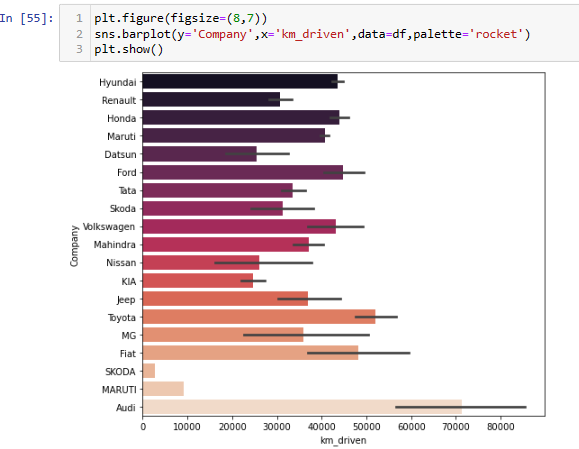 In [55]:
1 plt.figure(figsize=(8,7))
2 sns.barplot(y='Company',x='km_driven',data=df,palette='rocket')
3 plt.show()
Company
Hyundai
Renault
Honda
Maruti
Datsun
Ford
Tata
Skoda
Volkswagen
Mahindra
Nissan
KIA
Jeep
Toyota
MG
Fiat
SKODA
MARUTI
Audi
0 10000 20000 30000 40000 50000 60000 70000 80000
km_driven